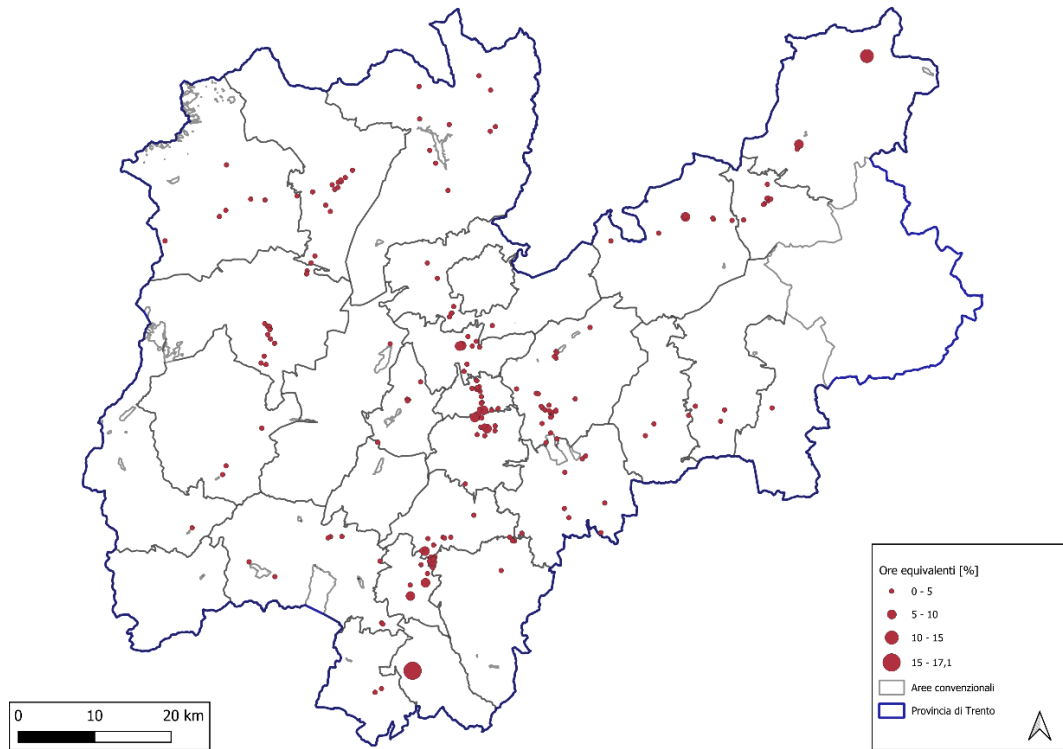 Ore equivalenti [%]
0 - 5
5 - 10
10 - 15
15 - 17,1
Aree convenzionali
Provincia di Trento
0 10 20 km